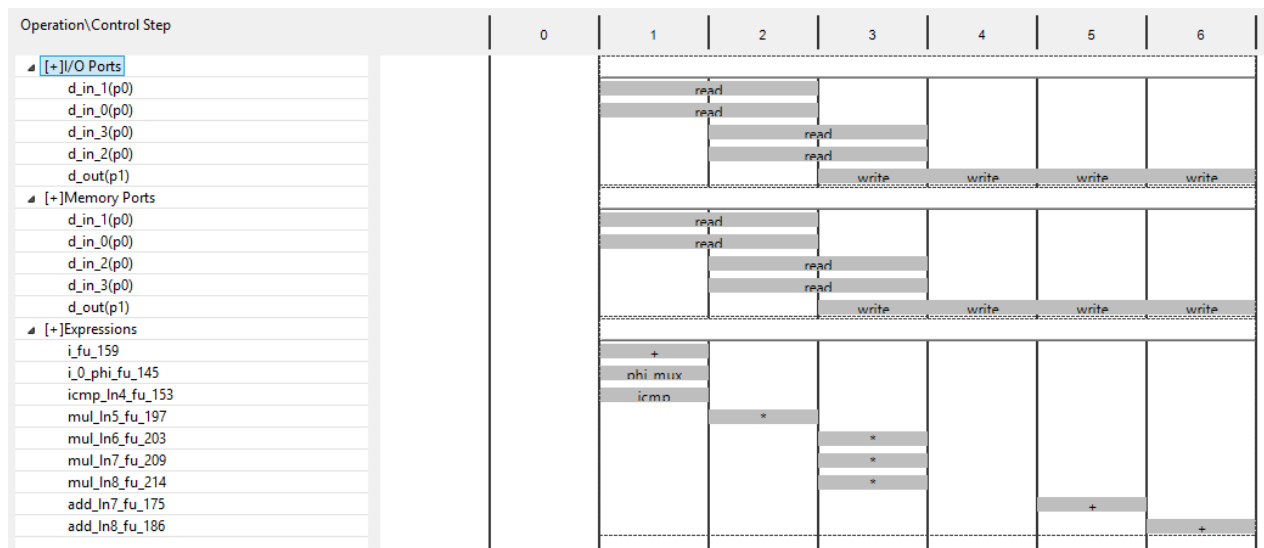 Operation\Control Step 0 1 2 3 4 5 6
[+]I/O Ports
d_in_1(p0) read
d_in_0(p0) read
d_in_3(p0) read
d_in_2(p0) read
d_out(p1) write write write write
[+]Memory Ports
d_in_1(p0) read
d_in_0(p0) read
d_in_2(p0) read
d_in_3(p0) read
d_out(p1) write write write write
[+]Expressions
i_fu_159 +
i_0_phi_fu_145 phi_mux
icmp_ln4_fu_153 icmp
mul_ln5_fu_197 *
mul_ln6_fu_203 *
mul_ln7_fu_209 *
mul_ln8_fu_214 *
add_ln7_fu_175 +
add_ln8_fu_186 +